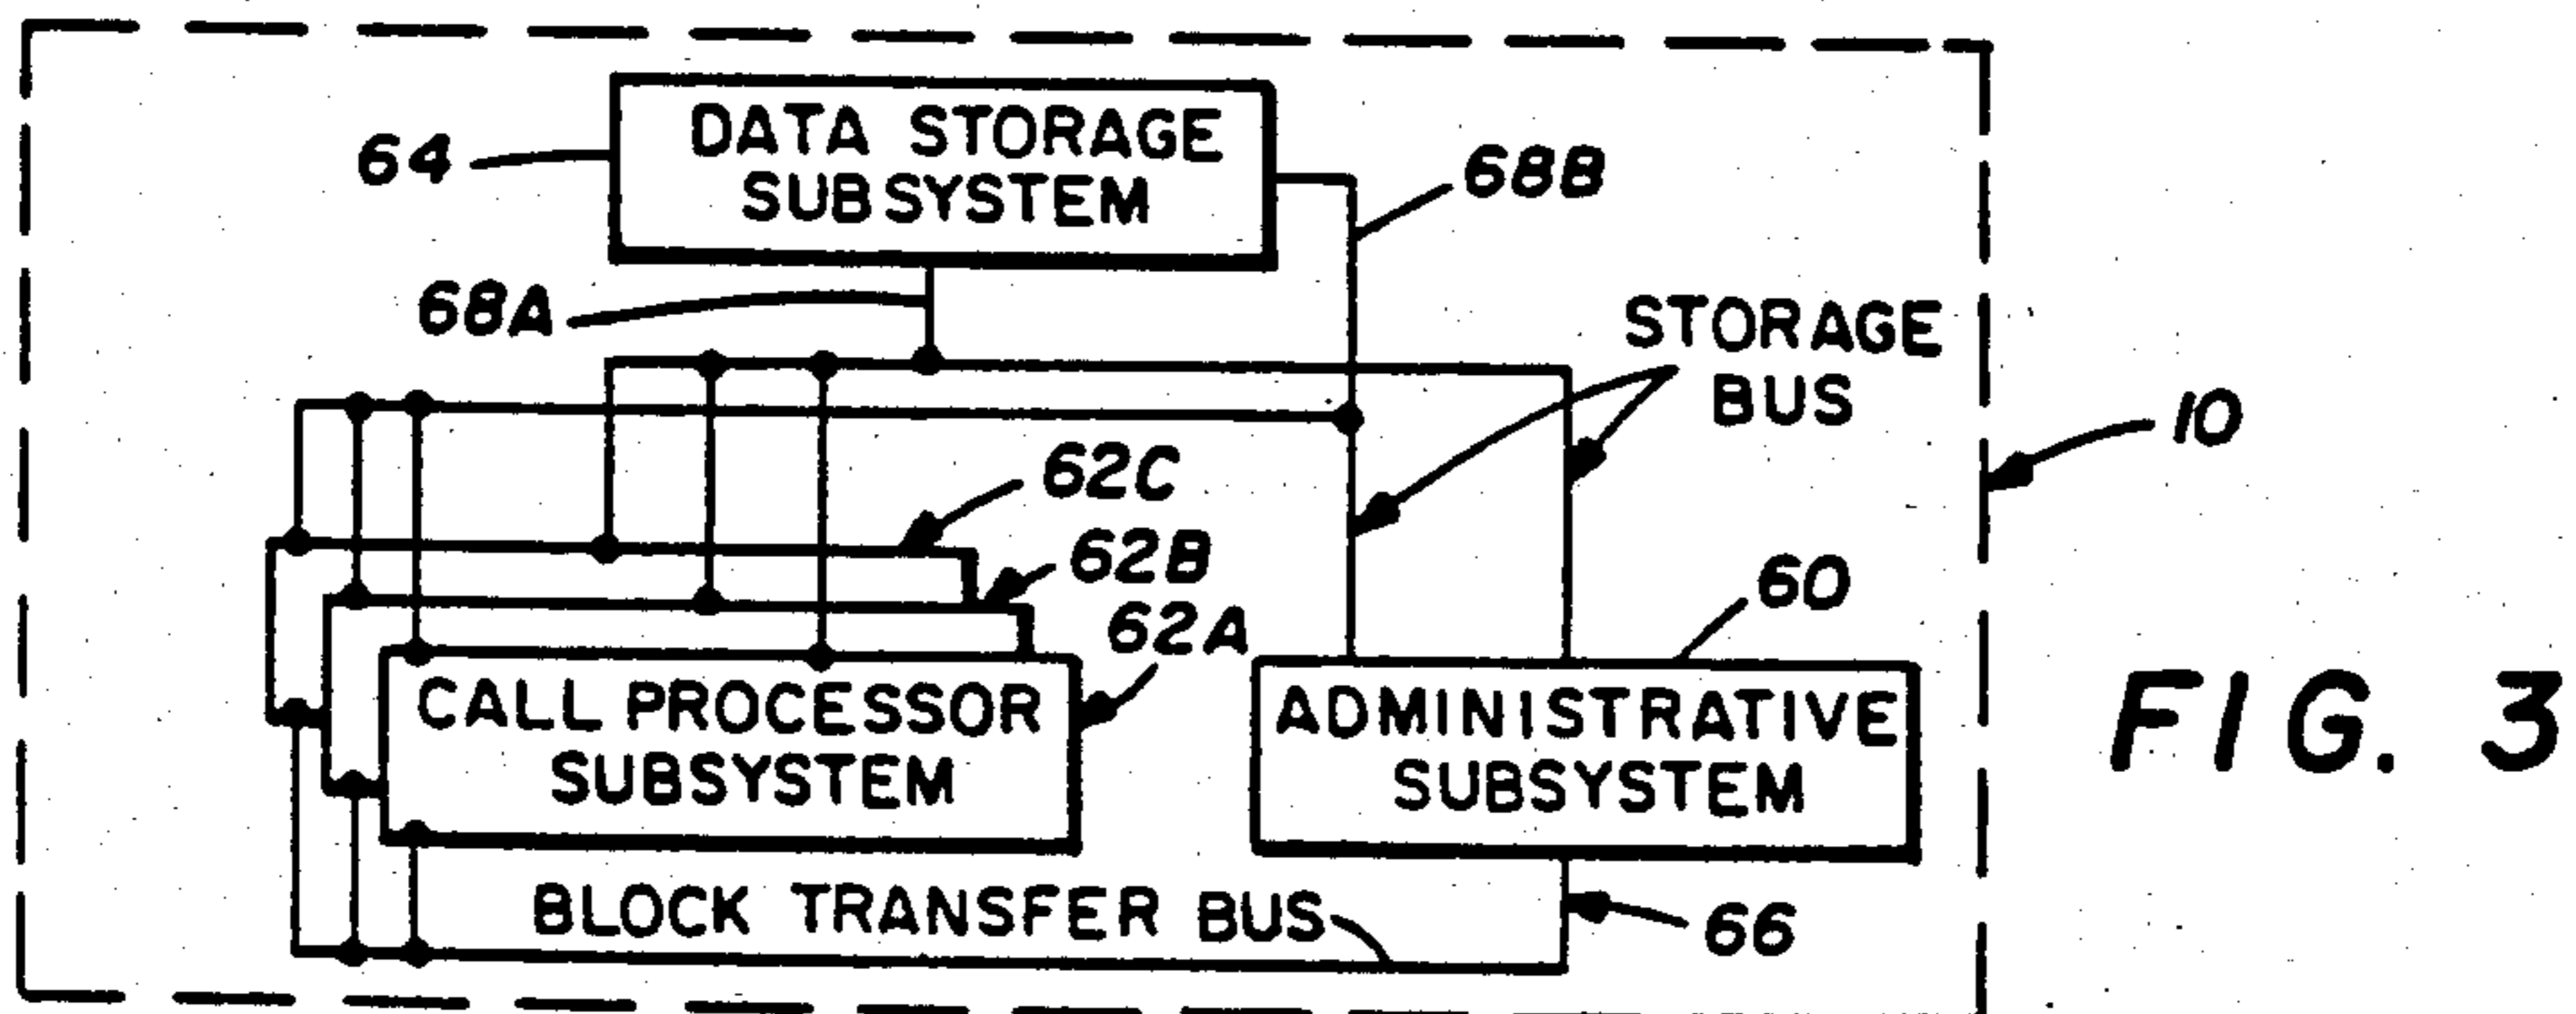 DATA STORAGE
SUBSYSTEM
64
68B
68A
STORAGE
BUS
10
62C
62B
62A
60
CALL PROCESSOR
SUBSYSTEM
ADMINISTRATIVE
SUBSYSTEM
FIG. 3
BLOCK TRANSFER BUS
66